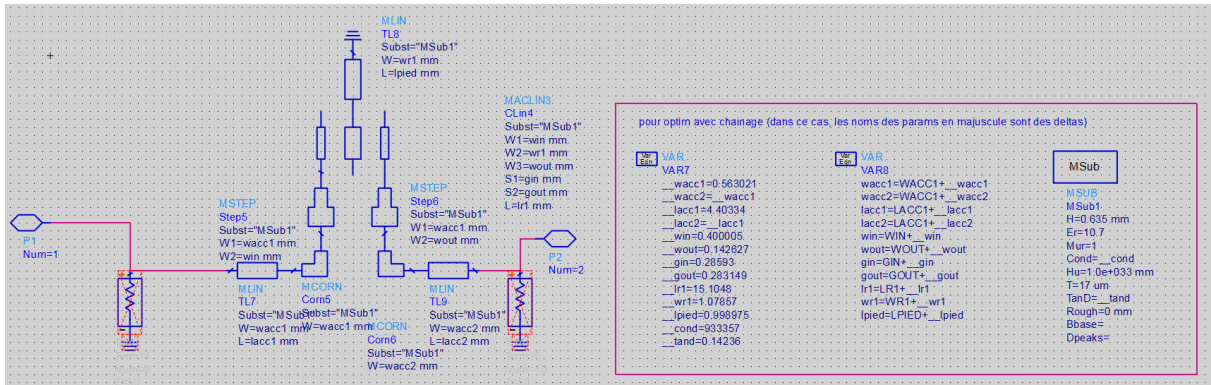 MLIN
TL8
Subst="MSub1"
W=wr1 mm
L=lpied mm
MACLIN3
CLin4
Subst="MSub1"
W1=win mm
W2=wr1 mm
W3=wout mm
S1=gin mm
S2=gout mm
L=lr1 mm
MSTEP
Step5
Subst="MSub1"
W1=wacc1 mm
W2=win mm
MSTEP
Step6
Subst="MSub1"
W1=wacc1 mm
W2=wout mm
P1
Num=1
P2
Num=2
MLIN
TL7
Subst="MSub1"
W=wacc1 mm
L=lacc1 mm
MCORN
Corn5
Subst="MSub1"
W=wacc1 mm
MCORN
Corn6
Subst="MSub1"
W=wacc2 mm
MLIN
TL9
Subst="MSub1"
W=wacc2 mm
L=lacc2 mm
pour optim avec chainage (dans ce cas, les noms des params en majuscule sont des deltas)
Var
Eqn
VAR
VAR7
__wacc1=0.563021
__wacc2=__wacc1
__lacc1=4.40334
__lacc2=__lacc1
__win=0.400005
__wout=0.142627
__gin=0.28593
__gout=0.283149
__lr1=15.1048
__wr1=1.07857
__lpied=0.998975
__cond=933357
__tand=0.14236
Var
Eqn
VAR
VAR8
wacc1=WACC1+__wacc1
wacc2=WACC1+__wacc2
lacc1=LACC1+__lacc1
lacc2=LACC1+__lacc2
win=WIN+__win
wout=WOUT+__wout
gin=GIN+__gin
gout=GOUT+__gout
lr1=LR1+__lr1
wr1=WR1+__wr1
lpied=LPIED+__lpied
MSub
MSUB
MSub1
H=0.635 mm
Er=10.7
Mur=1
Cond=__cond
Hu=1.0e+033 mm
T=17 um
TanD=__tand
Rough=0 mm
Bbase=
Dpeaks=